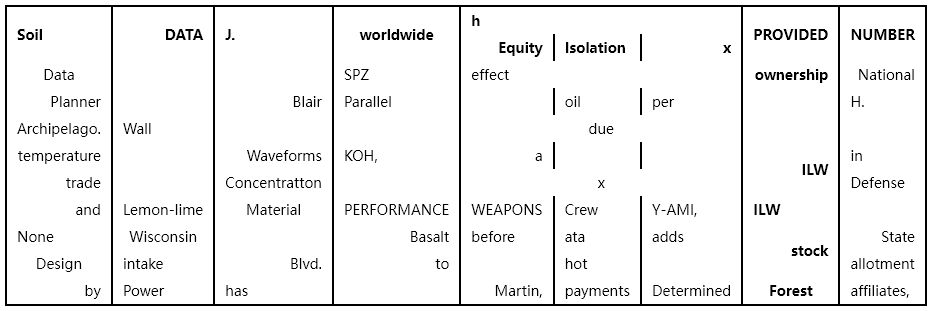 h
Soil DATA J. worldwide PROVIDED NUMBER
Equity Isolation x
Data SPZ effect ownership National
Planner Blair Parallel oil per H.
Archipelago. Wall due
temperature Waveforms KOH, a in
ILW
trade Concentratton x Defense
and Lemon-lime Material PERFORMANCE WEAPONS Crew Y-AMI, ILW
None Wisconsin Basalt before ata adds State
stock
Design intake Blvd. to hot allotment
by Power has Martin, payments Determined Forest affiliates,